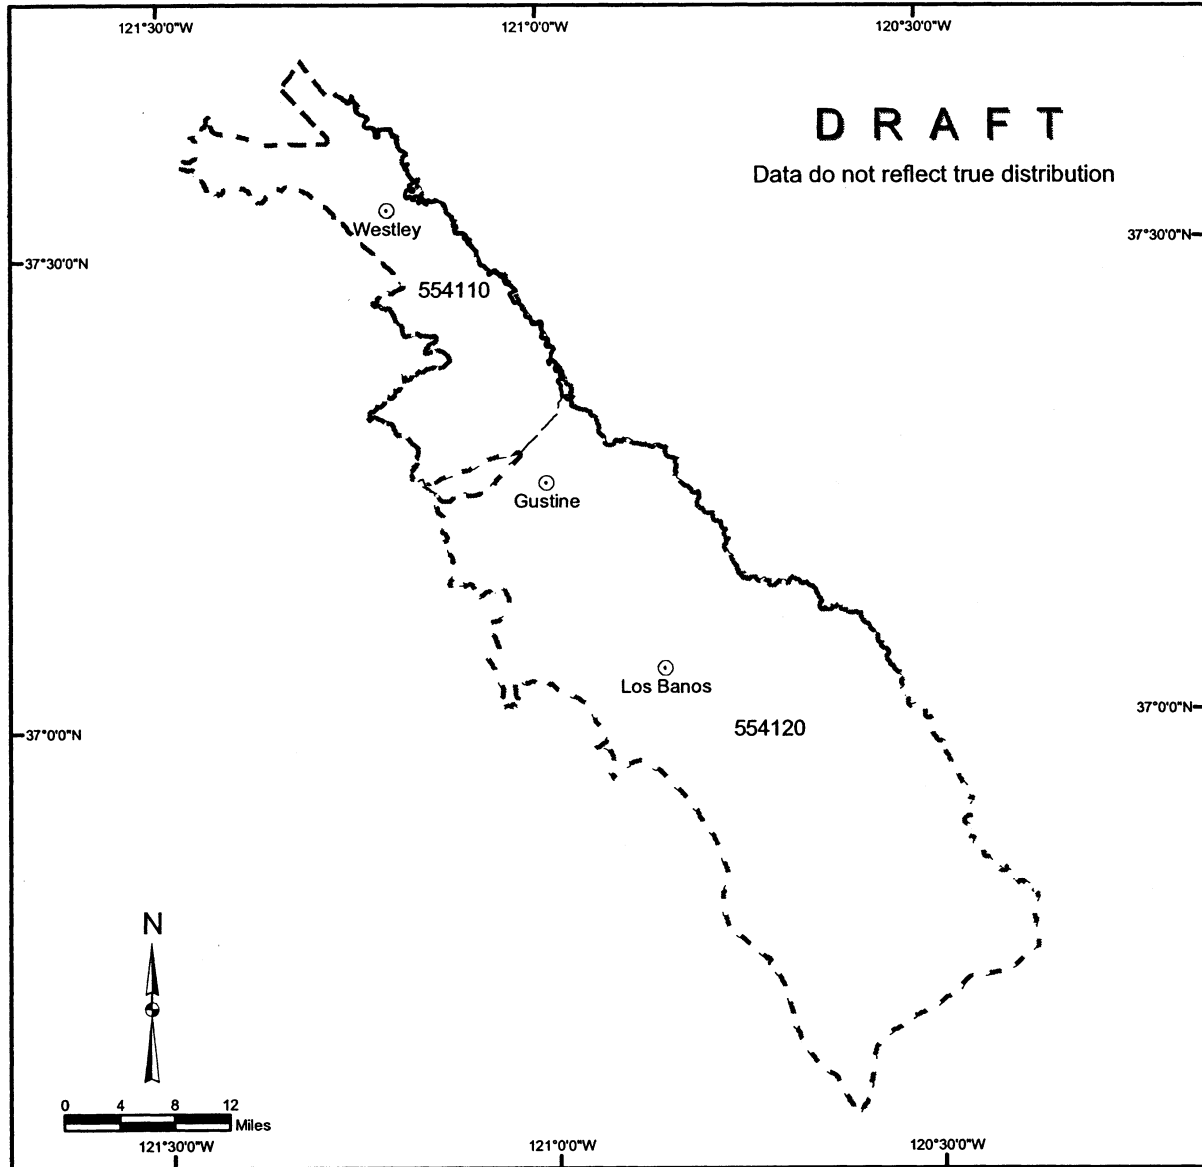 121°30'0"W
121°0'0"W
120°30'0"W
D R A F T
Data do not reflect true distribution
Westley
37°30'0"N
37°30'0"N
554110
Gustine
Los Banos
37°0'0"N
554120
37°0'0"N
N
0 4 8 12
Miles
121°30'0"W
121°0'0"W
120°30'0"W